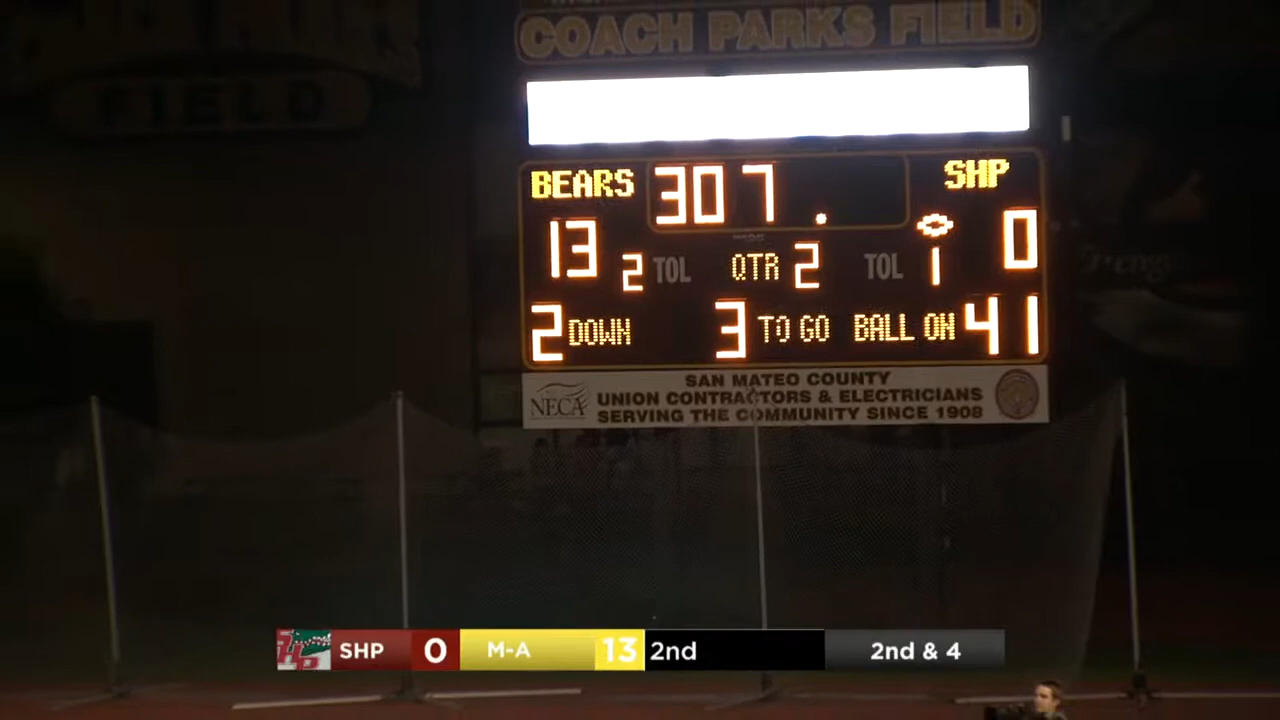 COACH PARKS FIELD
FIELD
BEARS 307 . SHP
13 2 TOL QTR 2 TOL 1 0
2 DOWN 3 TO GO BALL ON 41
NECA
SAN MATEO COUNTY
UNION CONTRACTORS & ELECTRICIANS
SERVING THE COMMUNITY SINCE 1908
SHP SHP 0 M-A 13 2nd 2nd & 4